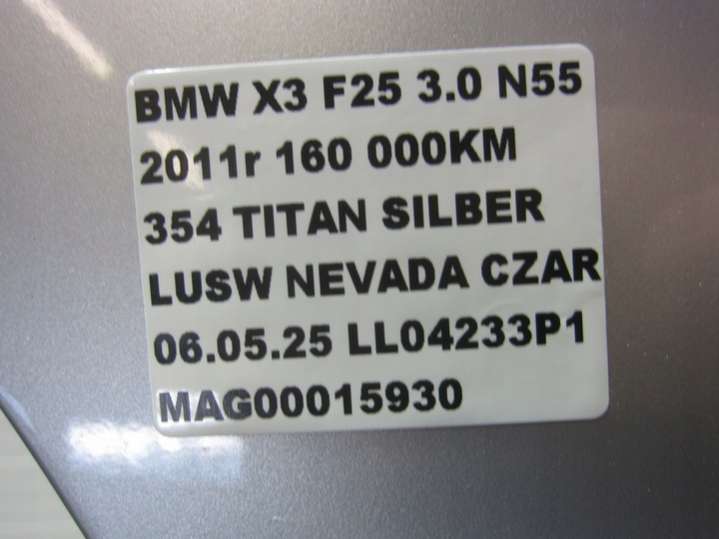 BMW X3 F25 3.0 N55
2011r 160 000KM
354 TITAN SILBER
LUSW NEVADA CZAR
06.05.25 LL04233P1
MAG00015930